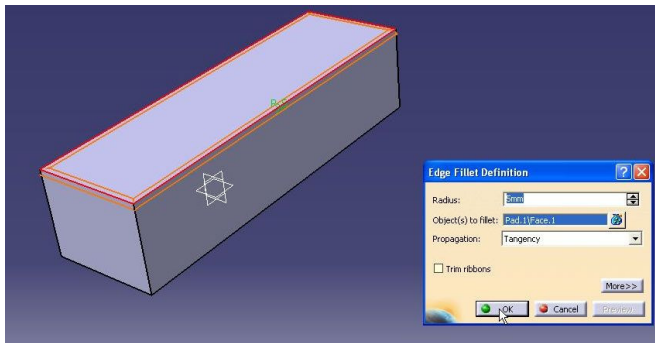 R 5
Edge Fillet Definition
Radius: 5mm
Object(s) to fillet: Pad.1\Face.1
Propagation: Tangency
Trim ribbons
More>>
OK Cancel Preview